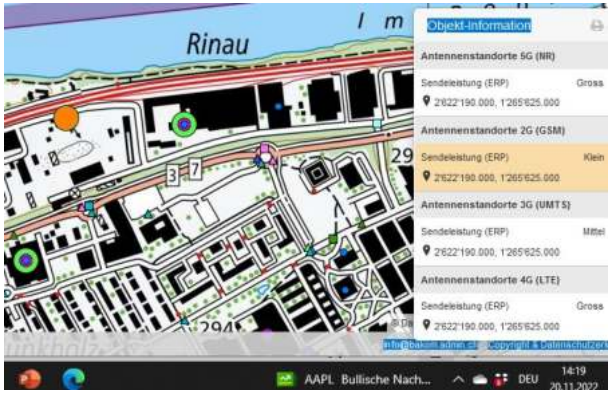 I m
Rinau
3 7
29
294
Objekt-Information
Antennenstandorte 5G (NR)
Sendeleistung (ERP) Gross
2'622'190.000, 1'265'625.000
Antennenstandorte 2G (GSM)
Sendeleistung (ERP) Klein
2'622'190.000, 1'265'625.000
Antennenstandorte 3G (UMTS)
Sendeleistung (ERP) Mittel
2'622'190.000, 1'265'625.000
Antennenstandorte 4G (LTE)
Sendeleistung (ERP) Gross
2'622'190.000, 1'265'625.000
© Da
info@bakom.admin.ch Copyright & Datenschutzerk
AAPL Bullische Nach... DEU 14:19
20.11.2022